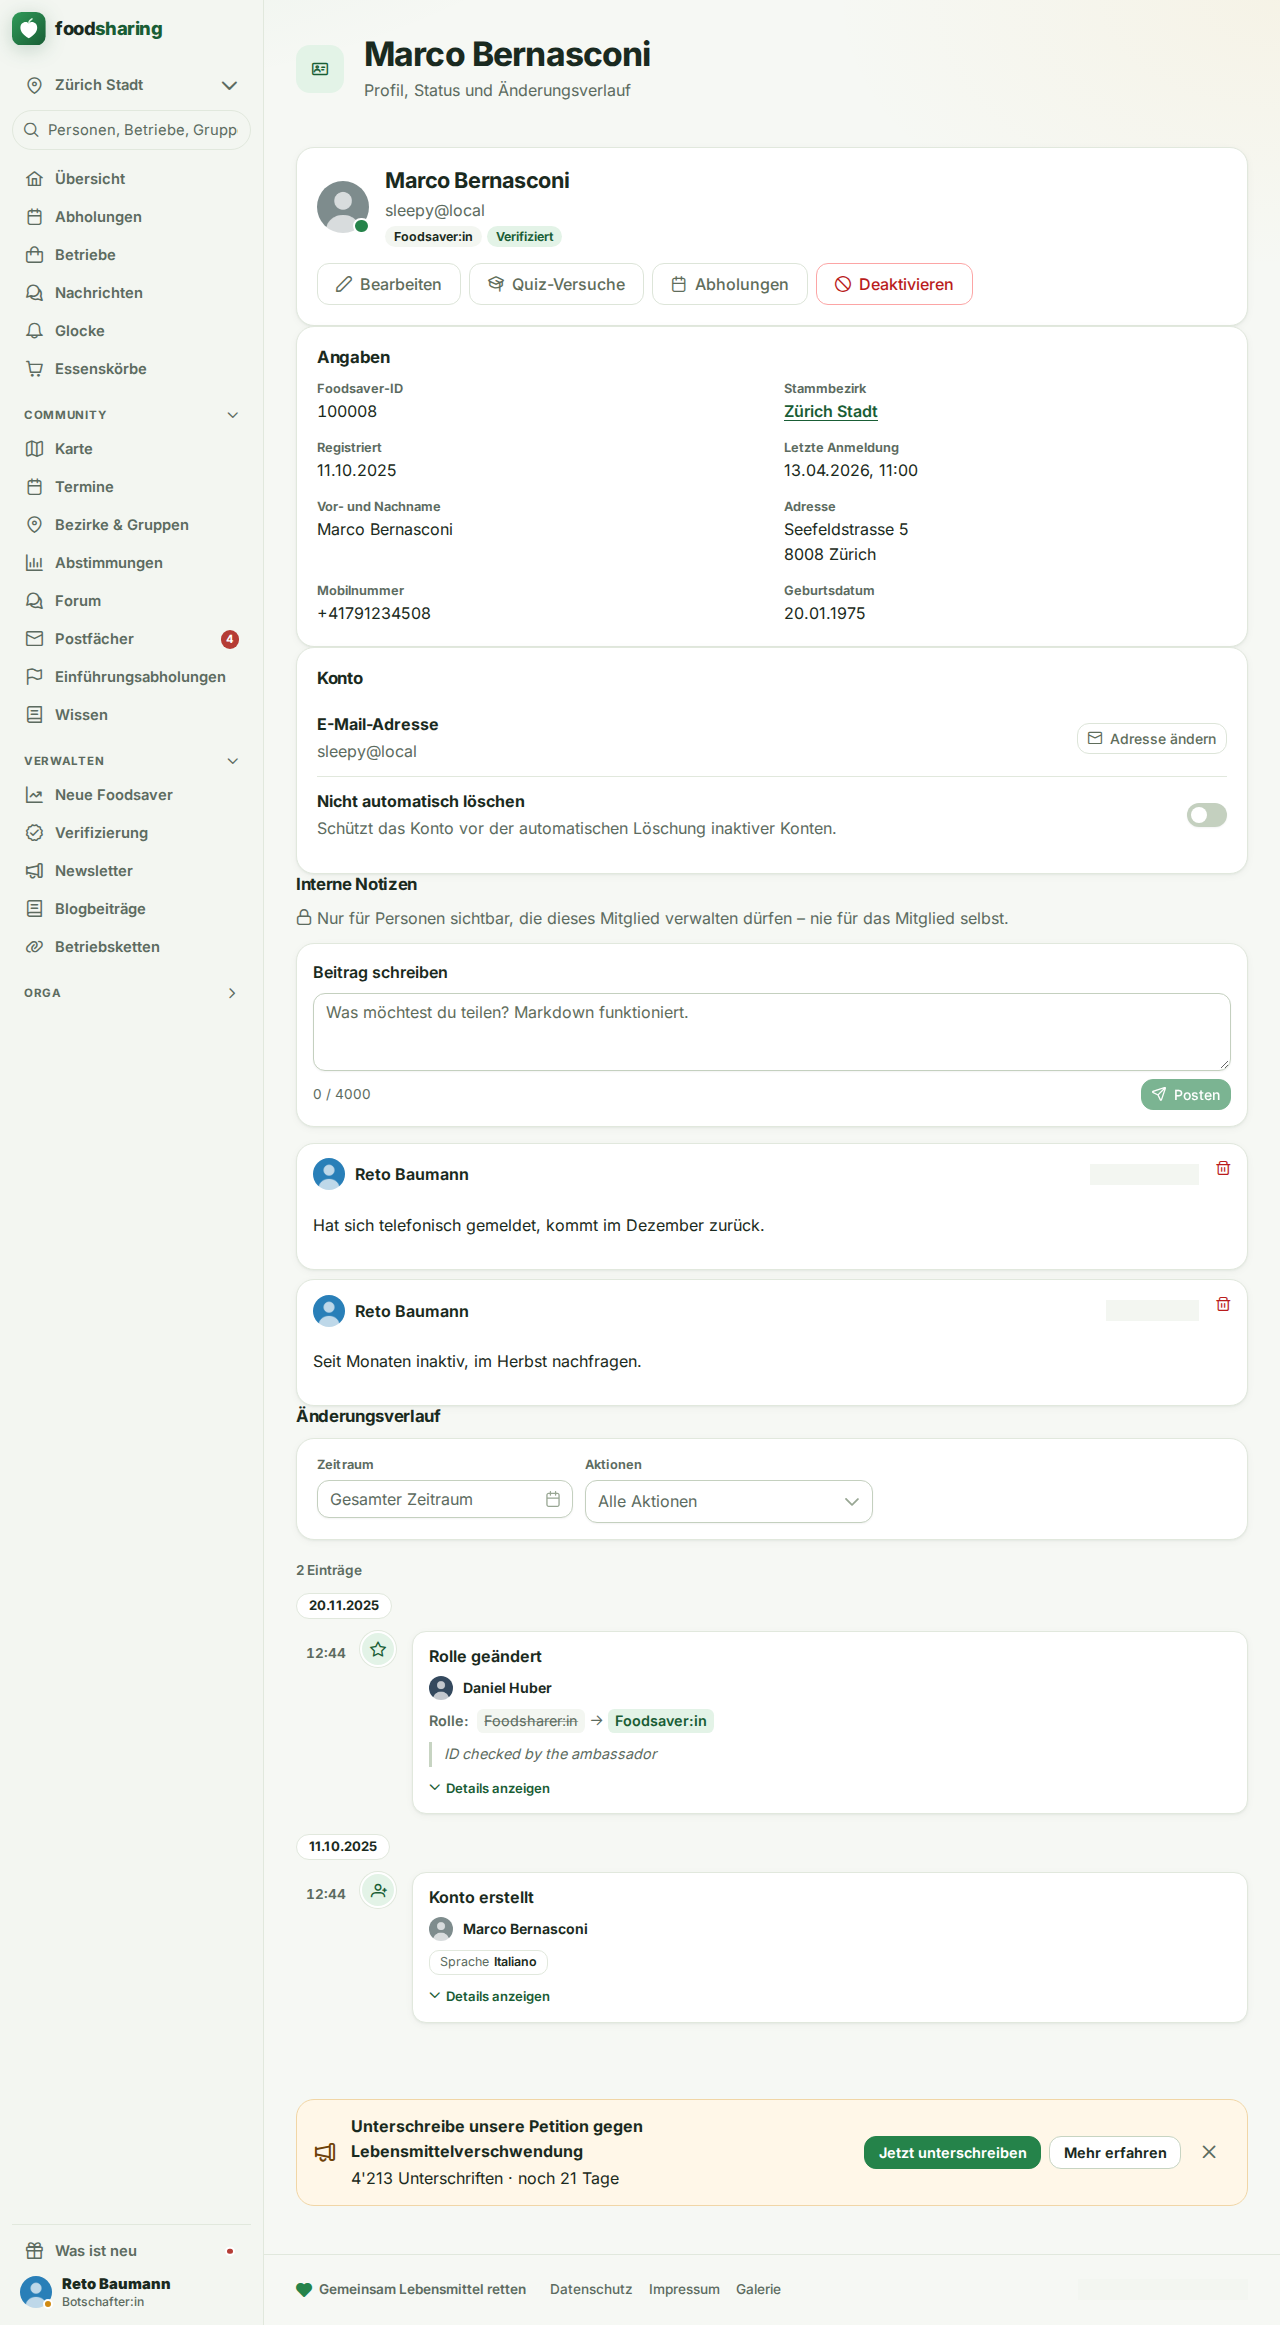 foodsharing
Zürich Stadt
Personen, Betriebe, Grupp
Übersicht
Abholungen
Betriebe
Nachrichten
Glocke
Essenskörbe
COMMUNITY
Karte
Termine
Bezirke & Gruppen
Abstimmungen
Forum
Postfächer 4
Einführungsabholungen
Wissen
VERWALTEN
Neue Foodsaver
Verifizierung
Newsletter
Blogbeiträge
Betriebsketten
ORGA
Was ist neu
Reto Baumann
Botschafter:in
Marco Bernasconi
Profil, Status und Änderungsverlauf
Marco Bernasconi
sleepy@local
Foodsaver:in Verifiziert
Bearbeiten Quiz-Versuche Abholungen Deaktivieren
Angaben
Foodsaver-ID Stammbezirk
100008 Zürich Stadt
Registriert Letzte Anmeldung
11.10.2025 13.04.2026, 11:00
Vor- und Nachname Adresse
Marco Bernasconi Seefeldstrasse 5
8008 Zürich
Mobilnummer Geburtsdatum
+41791234508 20.01.1975
Konto
E-Mail-Adresse
sleepy@local
Adresse ändern
Nicht automatisch löschen
Schützt das Konto vor der automatischen Löschung inaktiver Konten.
Interne Notizen
Nur für Personen sichtbar, die dieses Mitglied verwalten dürfen – nie für das Mitglied selbst.
Beitrag schreiben
Was möchtest du teilen? Markdown funktioniert.
0 / 4000 Posten
Reto Baumann
Hat sich telefonisch gemeldet, kommt im Dezember zurück.
Reto Baumann
Seit Monaten inaktiv, im Herbst nachfragen.
Änderungsverlauf
Zeitraum Aktionen
Gesamter Zeitraum Alle Aktionen
2 Einträge
20.11.2025
12:44 Rolle geändert
Daniel Huber
Rolle: Foodsharer:in → Foodsaver:in
ID checked by the ambassador
Details anzeigen
11.10.2025
12:44 Konto erstellt
Marco Bernasconi
Sprache Italiano
Details anzeigen
Unterschreibe unsere Petition gegen
Lebensmittelverschwendung
4'213 Unterschriften · noch 21 Tage
Jetzt unterschreiben Mehr erfahren
Gemeinsam Lebensmittel retten Datenschutz Impressum Galerie